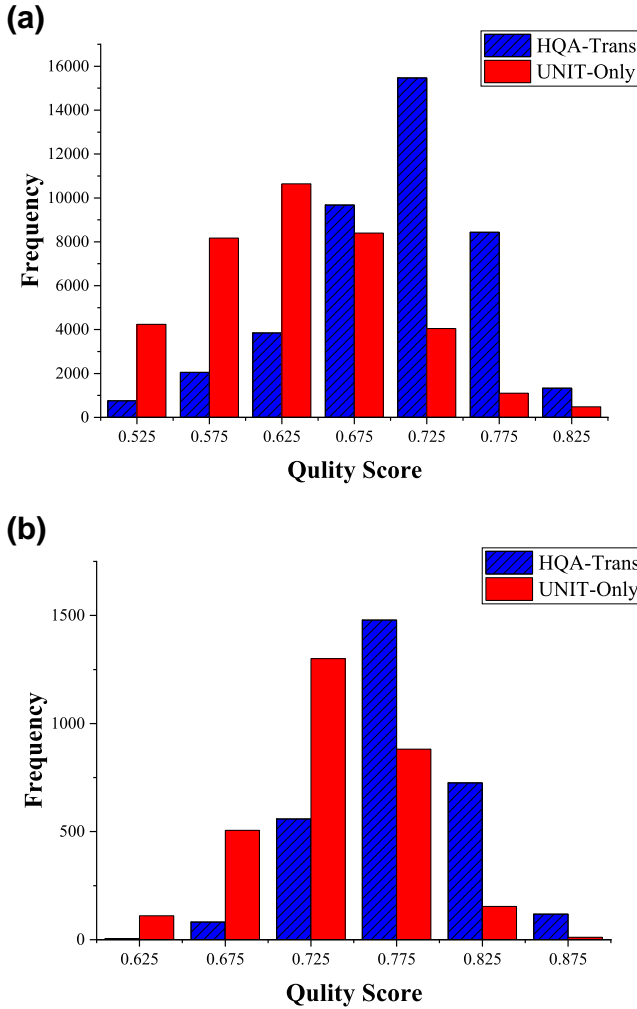 (a)
HQA-Trans
UNIT-Only
16000
14000
12000
10000
8000
6000
4000
2000
0
Frequency
0.525 0.575 0.625 0.675 0.725 0.775 0.825
Qulity Score
(b)
HQA-Trans
UNIT-Only
1500
1000
500
0
Frequency
0.625 0.675 0.725 0.775 0.825 0.875
Qulity Score